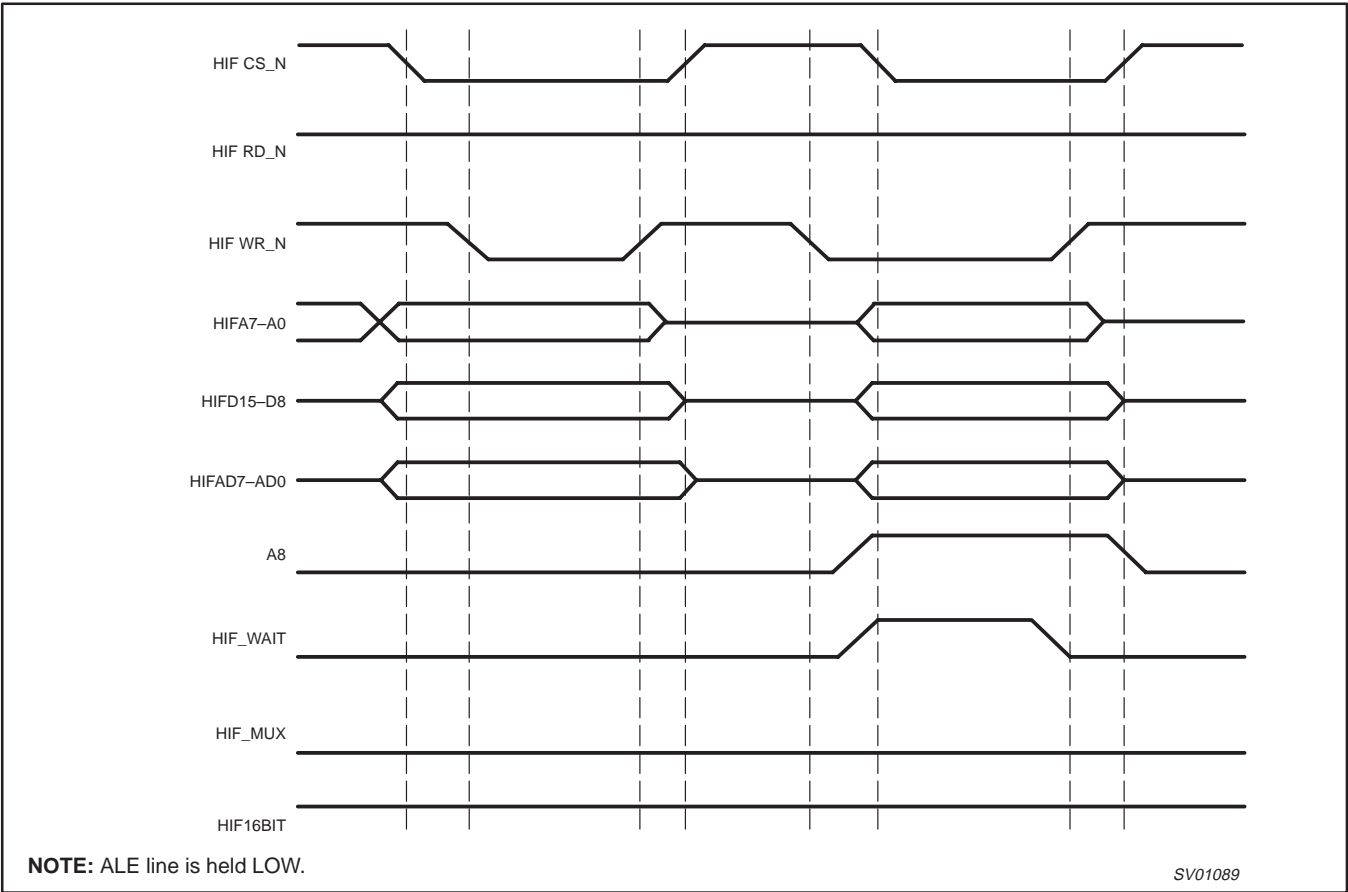 HIF CS_N
HIF RD_N
HIF WR_N
HIFA7–A0
HIFD15–D8
HIFAD7–AD0
A8
HIF_WAIT
HIF_MUX
HIF16BIT
NOTE: ALE line is held LOW.
SV01089